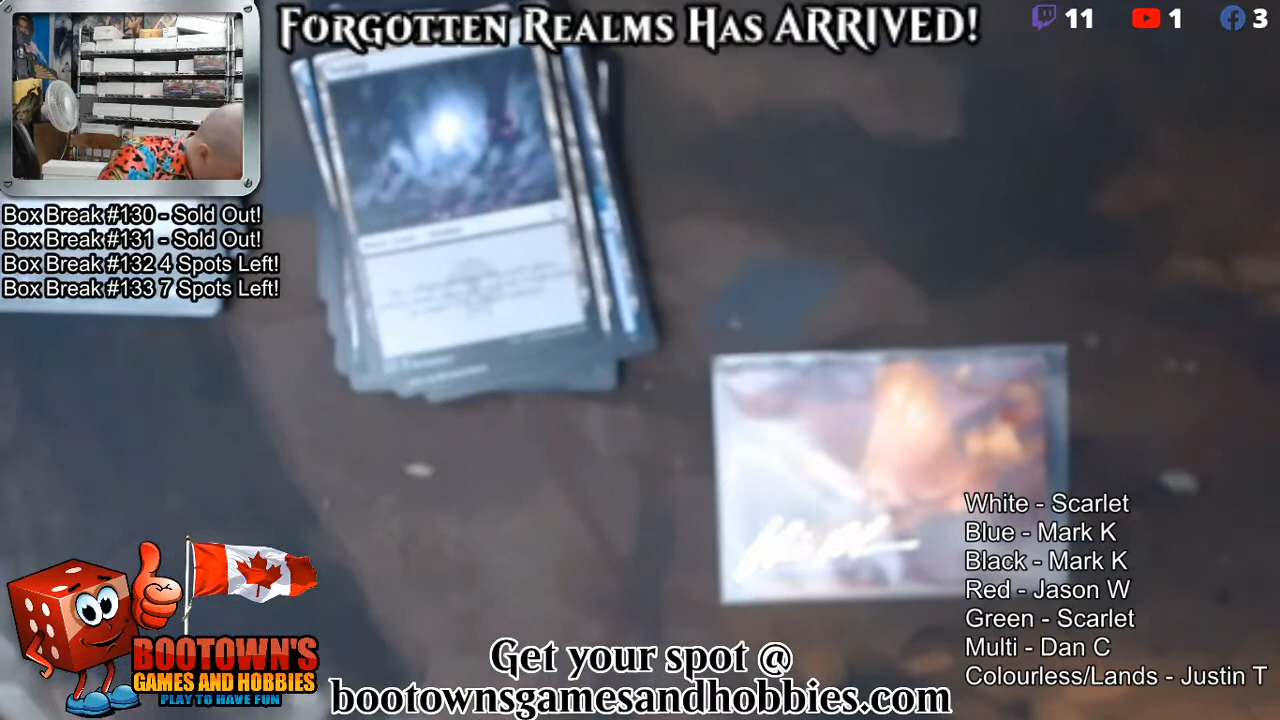 FORGOTTEN REALMS HAS ARRIVED!
11
1
3
Box Break #130 - Sold Out!
Box Break #131 - Sold Out!
Box Break #132 4 Spots Left!
Box Break #133 7 Spots Left!
White - Scarlet
Blue - Mark K
Black - Mark K
Red - Jason W
Green - Scarlet
Multi - Dan C
Colourless/Lands - Justin T
BOOTOWN'S
GAMES AND HOBBIES
PLAY TO HAVE FUN
Get your spot @
bootownsgamesandhobbies.com